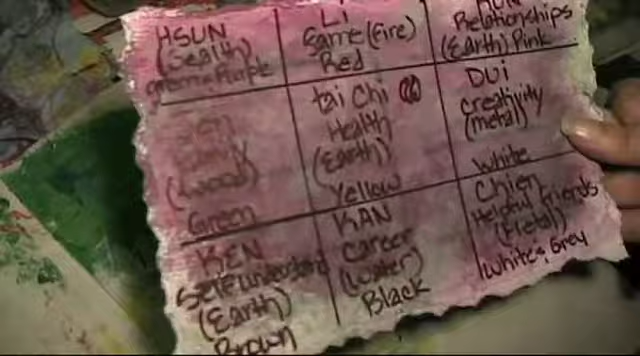 HSUN
(Wealth)
green Purple
LI
Fame (Fire)
Red
Relationships
(Earth) Pink
(Wood)
Green
tai Chi
Health
(Earth)
Yellow
DUI
creativity
(metal)
White
KEN
Self
(Earth)
Brown
KAN
Career
(Water)
Black
Chien
Helpful friends
(Metal)
White & Grey